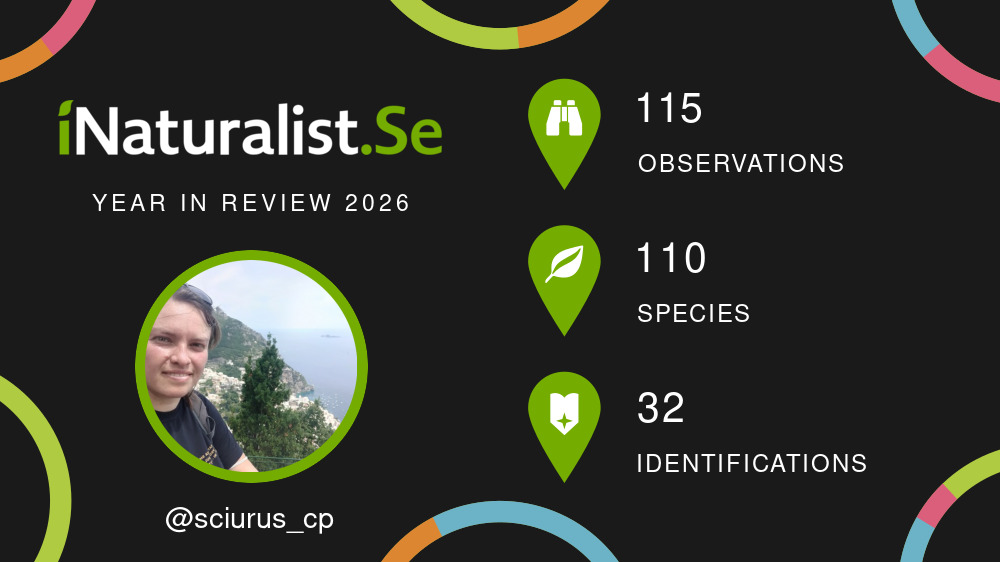 iNaturalist.Se
YEAR IN REVIEW 2026
@sciurus_cp
115
OBSERVATIONS
110
SPECIES
32
IDENTIFICATIONS